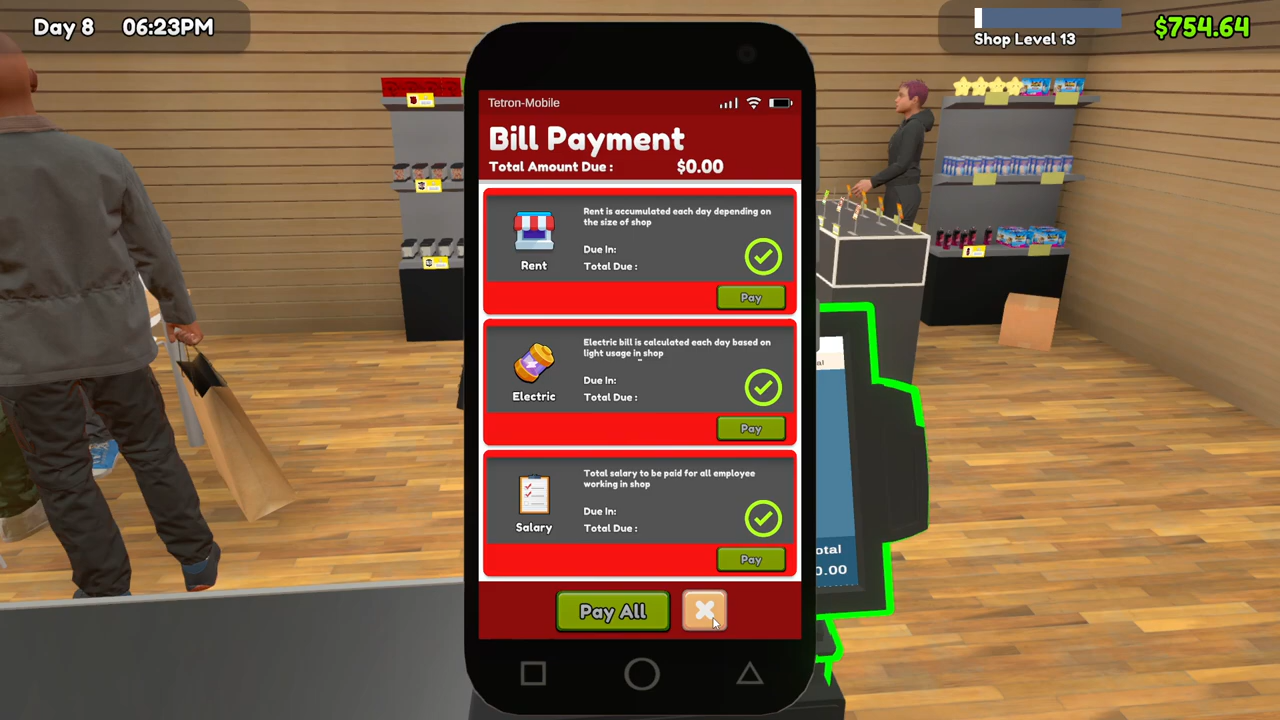 Day 8 06:23PM
Shop Level 13
$754.64
Tetron-Mobile
Bill Payment
Total Amount Due : $0.00
Rent is accumulated each day depending on
the size of shop
Due In:
Total Due :
Rent
Pay
Electric bill is calculated each day based on
light usage in shop
Due In:
Total Due :
Electric
Pay
Total salary to be paid for all employee
working in shop
Due In:
Total Due :
Salary
Pay
Pay All
otal
0.00